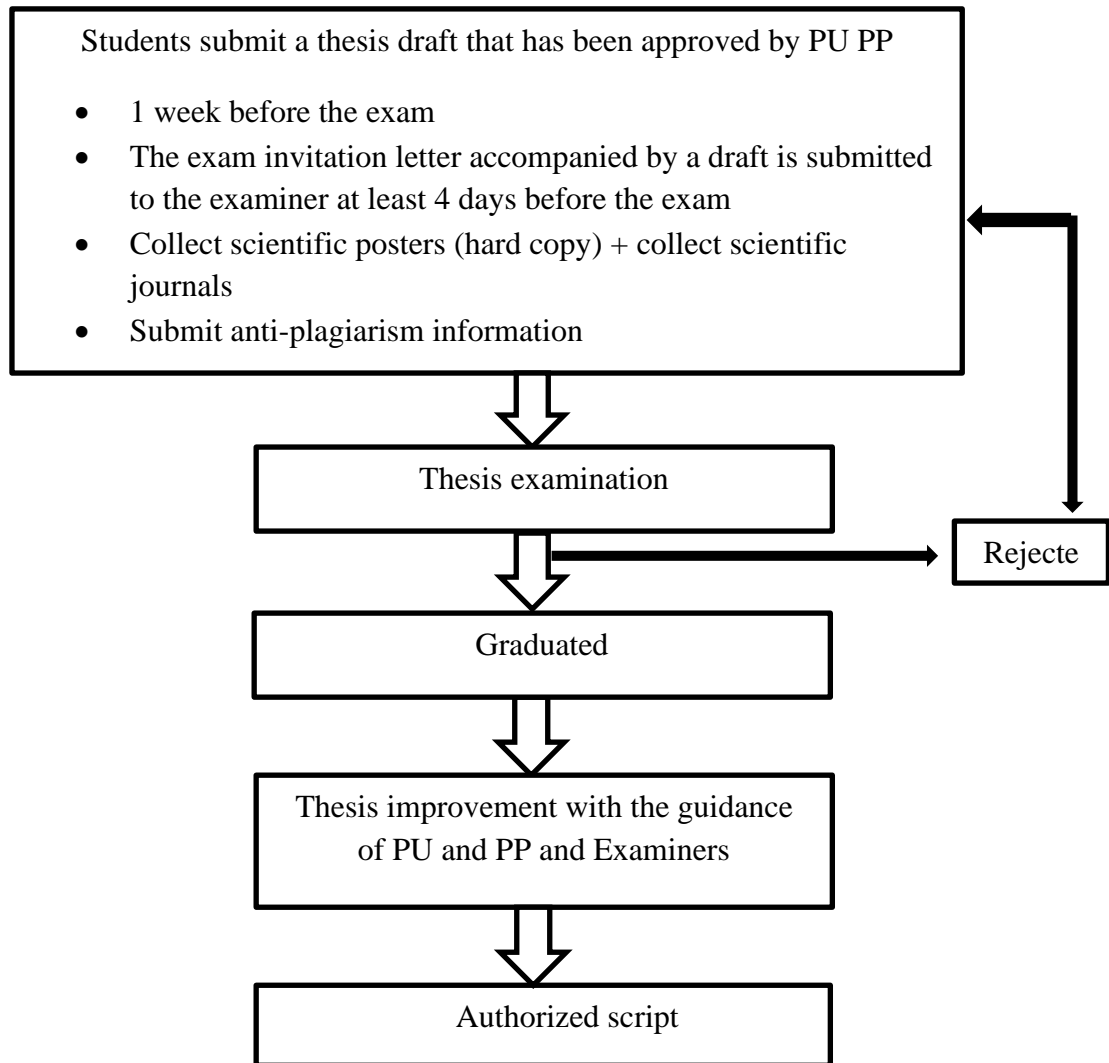 Students submit a thesis draft that has been approved by PU PP
• 1 week before the exam
• The exam invitation letter accompanied by a draft is submitted
to the examiner at least 4 days before the exam
• Collect scientific posters (hard copy) + collect scientific
journals
• Submit anti-plagiarism information
Thesis examination
Rejecte
Graduated
Thesis improvement with the guidance
of PU and PP and Examiners
Authorized script